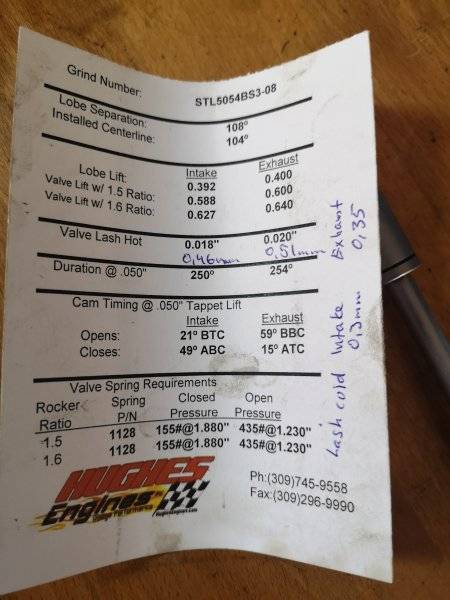 Grind Number: STL5054BS3-08
Lobe Separation: 108°
Installed Centerline: 104°
Intake Exhaust
Lobe Lift: 0.392 0.400
Valve Lift w/ 1.5 Ratio: 0.588 0.600
Valve Lift w/ 1.6 Ratio: 0.627 0.640
Valve Lash Hot 0.018" 0.020"
0,46mm 0,51mm
Duration @ .050" 250° 254°
Cam Timing @ .050" Tappet Lift
Intake Exhaust
Opens: 21° BTC 59° BBC
Closes: 49° ABC 15° ATC
Valve Spring Requirements
Rocker Spring Closed Open
Ratio P/N Pressure Pressure
1.5 1128 155#@1.880" 435#@1.230"
1.6 1128 155#@1.880" 435#@1.230"
HUGHES
Engines
Ph:(309)745-9558
Fax:(309)296-9990
Lash cold Intake Exhaust
0,3mm 0,35